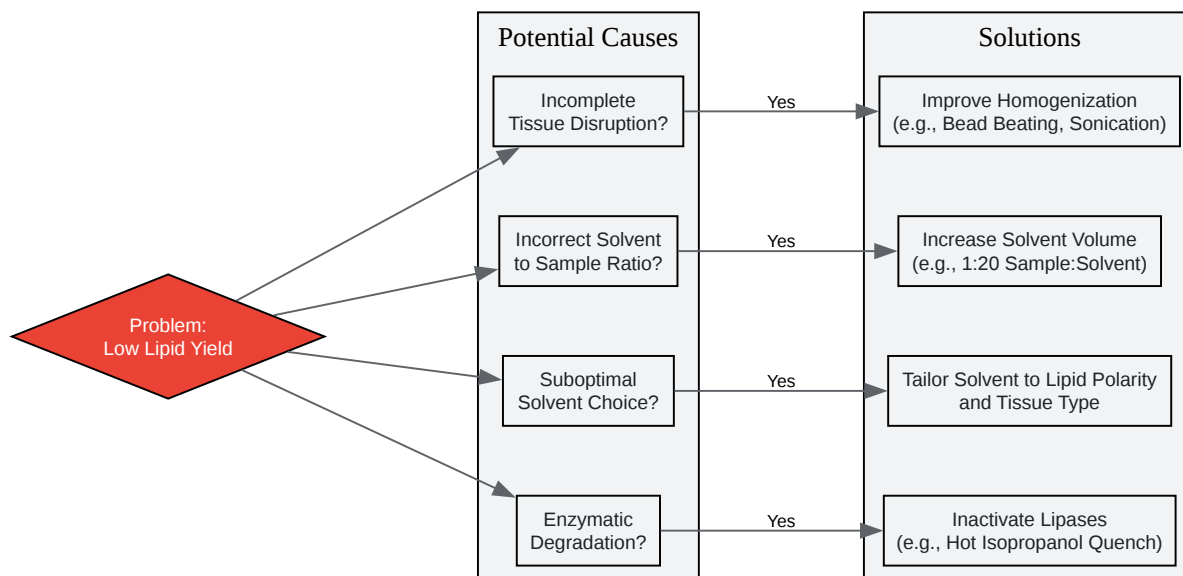 Potential Causes
Solutions
Incomplete
Tissue Disruption?
Yes
Improve Homogenization
(e.g., Bead Beating, Sonication)
Incorrect Solvent
to Sample Ratio?
Yes
Increase Solvent Volume
(e.g., 1:20 Sample:Solvent)
Problem:
Low Lipid Yield
Suboptimal
Solvent Choice?
Yes
Tailor Solvent to Lipid Polarity
and Tissue Type
Enzymatic
Degradation?
Yes
Inactivate Lipases
(e.g., Hot Isopropanol Quench)